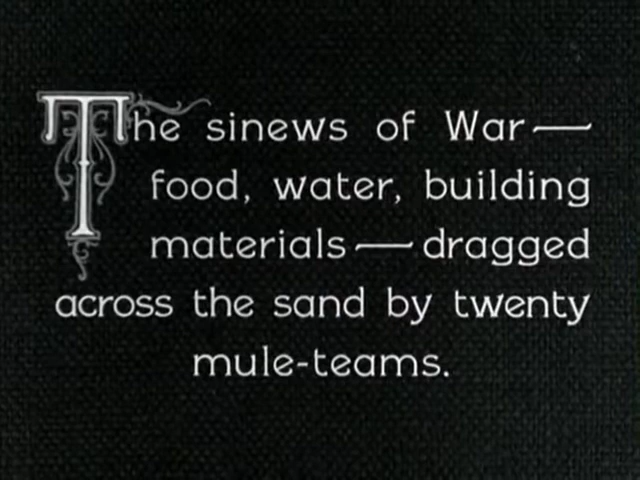 The sinews of War—
food, water, building
materials—dragged
across the sand by twenty
mule-teams.